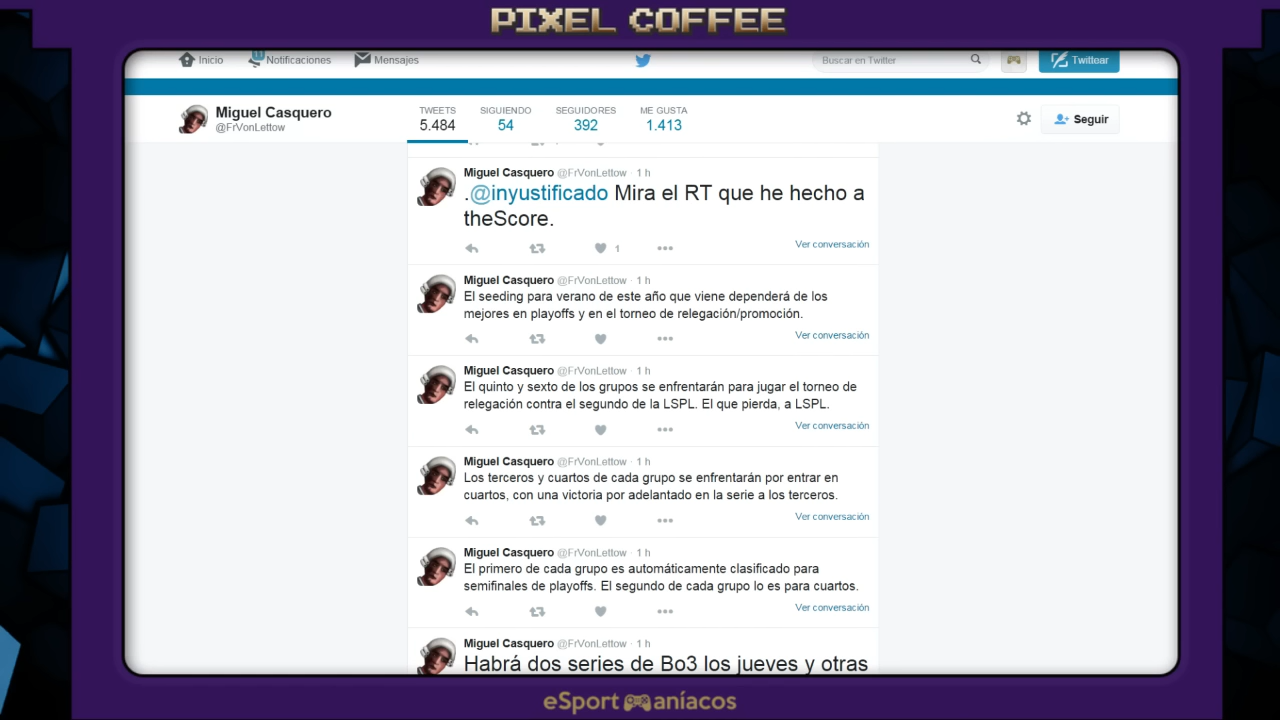 PIXEL COFFEE
Inicio
Notificaciones
Mensajes
Buscar en Twitter
Twittear
Miguel Casquero
@FrVonLettow
TWEETS
5.484
SIGUIENDO
54
SEGUIDORES
392
ME GUSTA
1.413
Seguir
Miguel Casquero @FrVonLettow · 1 h
.@inyustificado Mira el RT que he hecho a
theScore.
1
Ver conversación
Miguel Casquero @FrVonLettow · 1 h
El seeding para verano de este año que viene dependerá de los
mejores en playoffs y en el torneo de relegación/promoción.
Ver conversación
Miguel Casquero @FrVonLettow · 1 h
El quinto y sexto de los grupos se enfrentarán para jugar el torneo de
relegación contra el segundo de la LSPL. El que pierda, a LSPL.
Ver conversación
Miguel Casquero @FrVonLettow · 1 h
Los terceros y cuartos de cada grupo se enfrentarán por entrar en
cuartos, con una victoria por adelantado en la serie a los terceros.
Ver conversación
Miguel Casquero @FrVonLettow · 1 h
El primero de cada grupo es automáticamente clasificado para
semifinales de playoffs. El segundo de cada grupo lo es para cuartos.
Ver conversación
Miguel Casquero @FrVonLettow · 1 h
Habrá dos series de Bo3 los jueves y otras
eSport maníacos